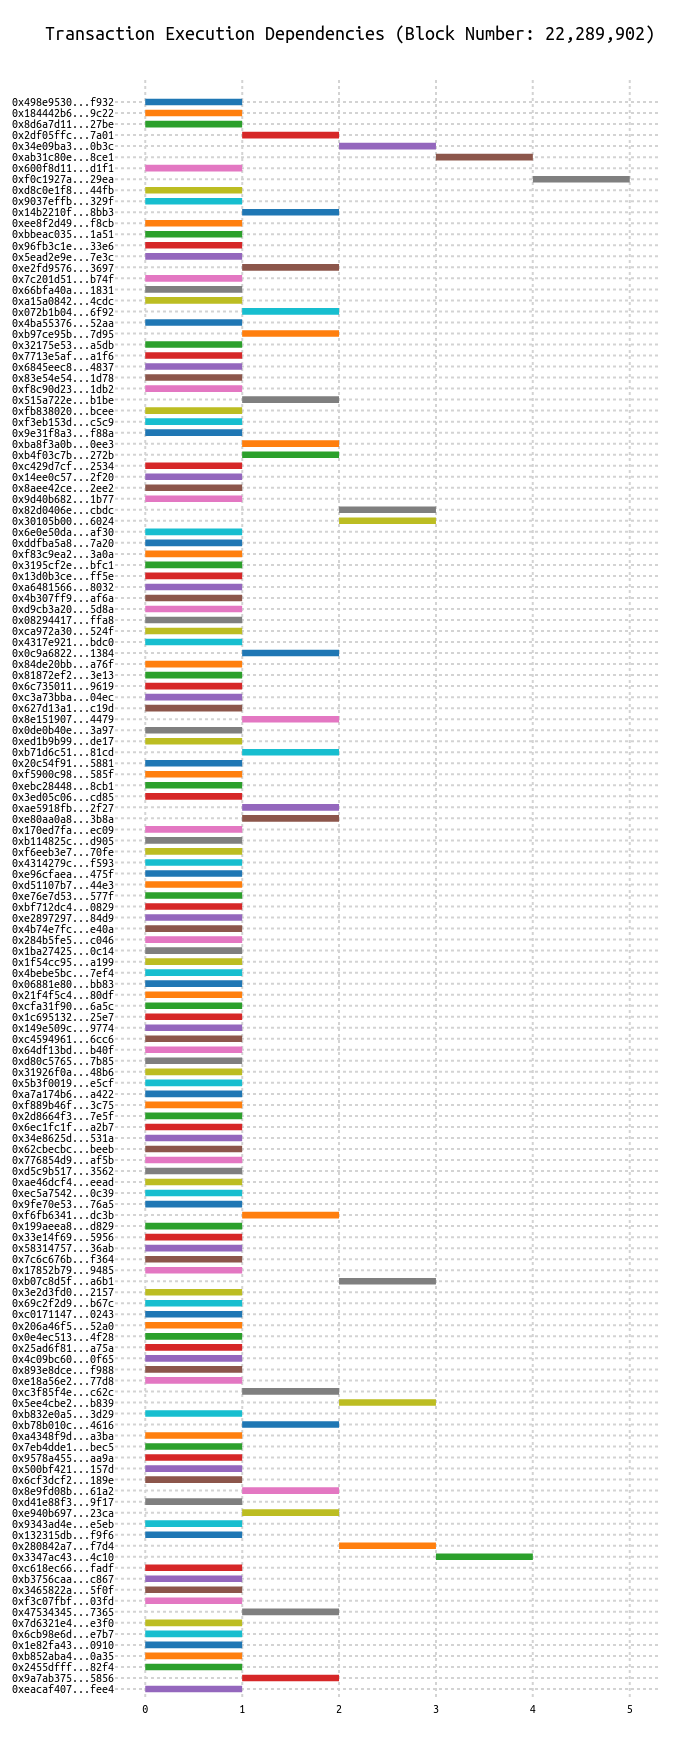 Transaction Execution Dependencies (Block Number: 22,289,902)
0x498e9530...f932
0x184442b6...9c22
0x8d6a7d11...27be
0x2df05ffc...7a01
0x34e09ba3...0b3c
0xab31c80e...8ce1
0x600f8d11...d1f1
0xf0c1927a...29ea
0xd8c0e1f8...44fb
0x9037effb...329f
0x14b2210f...8bb3
0xee8f2d49...f8cb
0xbbeac035...1a51
0x96fb3c1e...33e6
0x5ead2e9e...7e3c
0xe2fd9576...3697
0x7c201d51...b74f
0x66bfa40a...1831
0xa15a0842...4cdc
0x072b1b04...6f92
0x4ba55376...52aa
0xb97ce95b...7d95
0x32175e53...a5db
0x7713e5af...a1f6
0x6845eec8...4837
0x83e54e54...1d78
0xf8c90d23...1db2
0x515a722e...b1be
0xfb838020...bcee
0xf3eb153d...c5c9
0x9e31f8a3...f88a
0xba8f3a0b...0ee3
0xb4f03c7b...272b
0xc429d7cf...2534
0x14ee0c57...2f20
0x8aee42ce...2ee2
0x9d40b682...1b77
0x82d0406e...cbdc
0x30105b00...6024
0x6e0e50da...af30
0xddfba5a8...7a20
0xf83c9ea2...3a0a
0x3195cf2e...bfc1
0x13d0b3ce...ff5e
0xa6481566...8032
0x4b307ff9...af6a
0xd9cb3a20...5d8a
0x08294417...ffa8
0xca972a30...524f
0x4317e921...bdc0
0x0c9a6822...1384
0x84de20bb...a76f
0x81872ef2...3e13
0x6c735011...9619
0xc3a73bba...04ec
0x627d13a1...c19d
0x8e151907...4479
0x0de0b40e...3a97
0xed1b9b99...de17
0xb71d6c51...81cd
0x20c54f91...5881
0xf5900c98...585f
0xebc28448...8cb1
0x3ed05c06...cd85
0xae5918fb...2f27
0xe80aa0a8...3b8a
0x170ed7fa...ec09
0xb114825c...d905
0xf6eeb3e7...70fe
0x4314279c...f593
0xe96cfaea...475f
0xd51107b7...44e3
0xe76e7d53...577f
0xbf712dc4...0829
0xe2897297...84d9
0x4b74e7fc...e40a
0x284b5fe5...c046
0x1ba27425...0c14
0x1f54cc95...a199
0x4bebe5bc...7ef4
0x06881e80...bb83
0x21f4f5c4...80df
0xcfa31f90...6a5c
0x1c695132...25e7
0x149e509c...9774
0xc4594961...6cc6
0x64df13bd...b40f
0xd80c5765...7b85
0x31926f0a...48b6
0x5b3f0019...e5cf
0xa7a174b6...a422
0xf889b46f...3c75
0x2d8664f3...7e5f
0x6ec1fc1f...a2b7
0x34e8625d...531a
0x62cbecbc...beeb
0x776854d9...af5b
0xd5c9b517...3562
0xae46dcf4...eead
0xec5a7542...0c39
0x9fe70e53...76a5
0xf6fb6341...dc3b
0x199aeea8...d829
0x33e14f69...5956
0x58314757...36ab
0x7c6c676b...f364
0x17852b79...9485
0xb07c8d5f...a6b1
0x3e2d3fd0...2157
0x69c2f2d9...b67c
0xc0171147...0243
0x206a46f5...52a0
0x0e4ec513...4f28
0x25ad6f81...a75a
0x4c09bc60...0f65
0x893e8dce...f988
0xe18a56e2...77d8
0xc3f85f4e...c62c
0x5ee4cbe2...b839
0xb832e0a5...3d29
0xb78b010c...4616
0xa4348f9d...a3ba
0x7eb4dde1...bec5
0x9578a455...aa9a
0x500bf421...157d
0x6cf3dcf2...189e
0x8e9fd08b...61a2
0xd41e88f3...9f17
0xe940b697...23ca
0x9343ad4e...e5eb
0x132315db...f9f6
0x280842a7...f7d4
0x3347ac43...4c10
0xc618ec66...fadf
0xb3756caa...c867
0x3465822a...5f0f
0xf3c07fbf...03fd
0x47534345...7365
0x7d6321e4...e3f0
0x6cb98e6d...e7b7
0x1e82fa43...0910
0xb852aba4...0a35
0x2455dfff...82f4
0x9a7ab375...5856
0xeacaf407...fee4
0 1 2 3 4 5